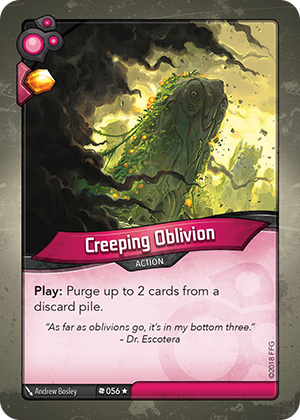 Creeping Oblivion
ACTION
Play: Purge up to 2 cards from a
discard pile.
"As far as oblivions go, it's in my bottom three."
– Dr. Escotera
Andrew Bosley
056
©2018 FFG